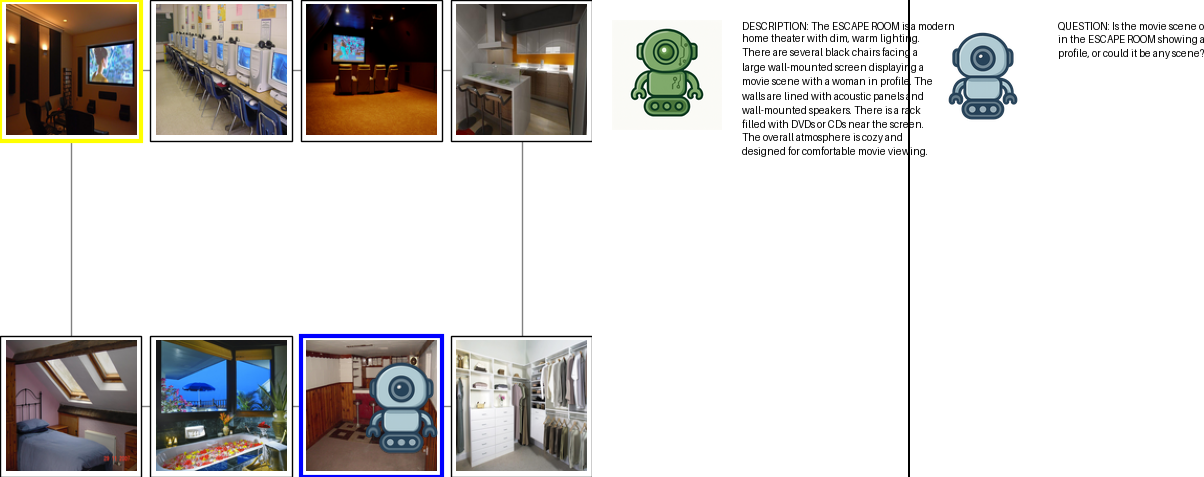 DESCRIPTION: The ESCAPE ROOM is a modern
home theater with dim, warm lighting.
There are several black chairs facing a
large wall-mounted screen displaying a
movie scene with a woman in profile. The
walls are lined with acoustic panels and
wall-mounted speakers. There is a rack
filled with DVDs or CDs near the screen.
The overall atmosphere is cozy and
designed for comfortable movie viewing.
QUESTION: Is the movie scene
in the ESCAPE ROOM showing
profile, or could it be any scene?